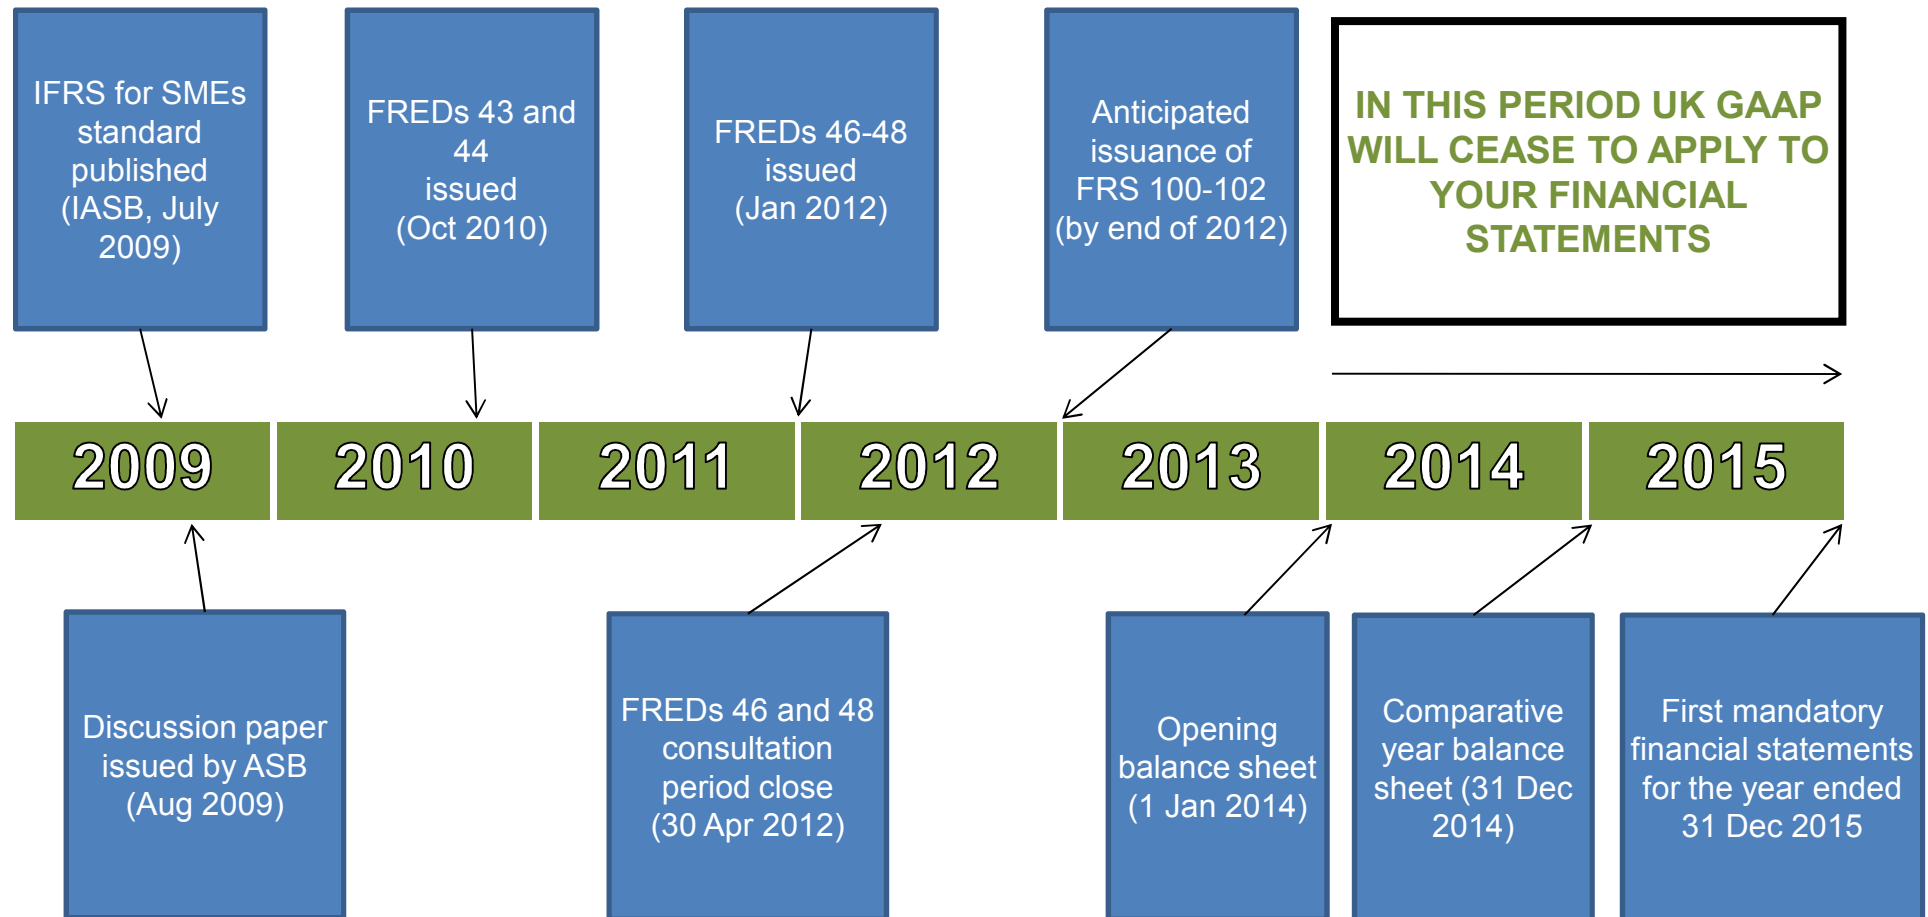 IFRS for SMEs
standard
published
(IASB, July
2009)
FREDs 43 and
44
issued
(Oct 2010)
FREDs 46-48
issued
(Jan 2012)
Anticipated
issuance of
FRS 100-102
(by end of 2012)
IN THIS PERIOD UK GAAP
WILL CEASE TO APPLY TO
YOUR FINANCIAL
STATEMENTS
2009
2010
2011
2012
2013
2014
2015
Discussion paper
issued by ASB
(Aug 2009)
FREDs 46 and 48
consultation
period close
(30 Apr 2012)
Opening
balance sheet
(1 Jan 2014)
Comparative
year balance
sheet (31 Dec
2014)
First mandatory
financial statements
for the year ended
31 Dec 2015